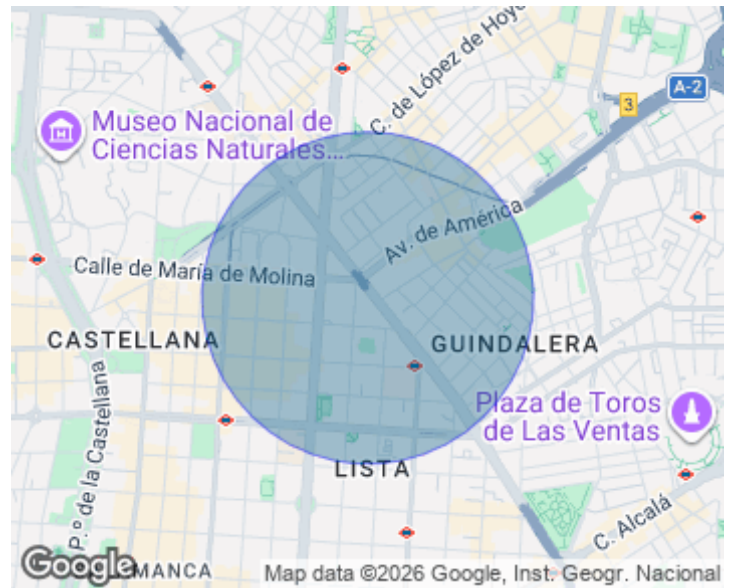 C. de López de Hoyo
A-2
3
Museo Nacional de
Ciencias Naturales...
Av. de América
Calle de María de Molina
CASTELLANA
GUINDALERA
P.º de la Castellana
Plaza de Toros
de Las Ventas
LISTA
C. Alcalá
Google
MANCA
Map data ©2026 Google, Inst. Geogr. Nacional